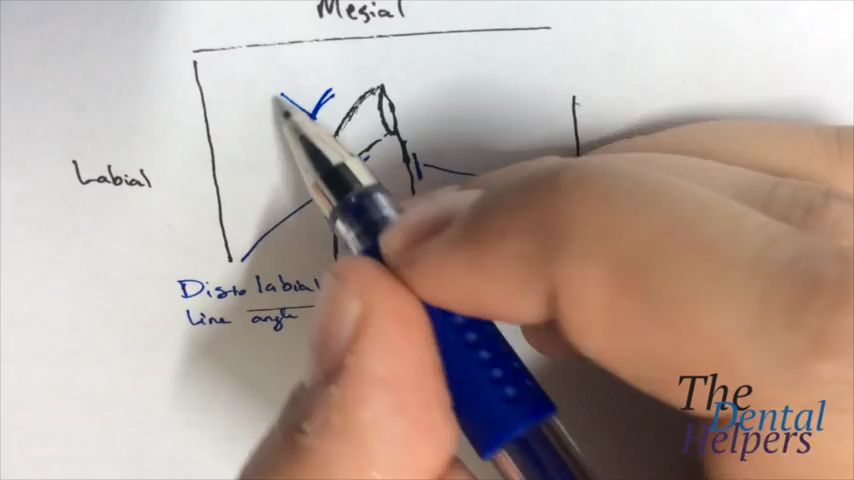 Mesial
Labial
Disto labial
Line angle
The
Dental
Helpers